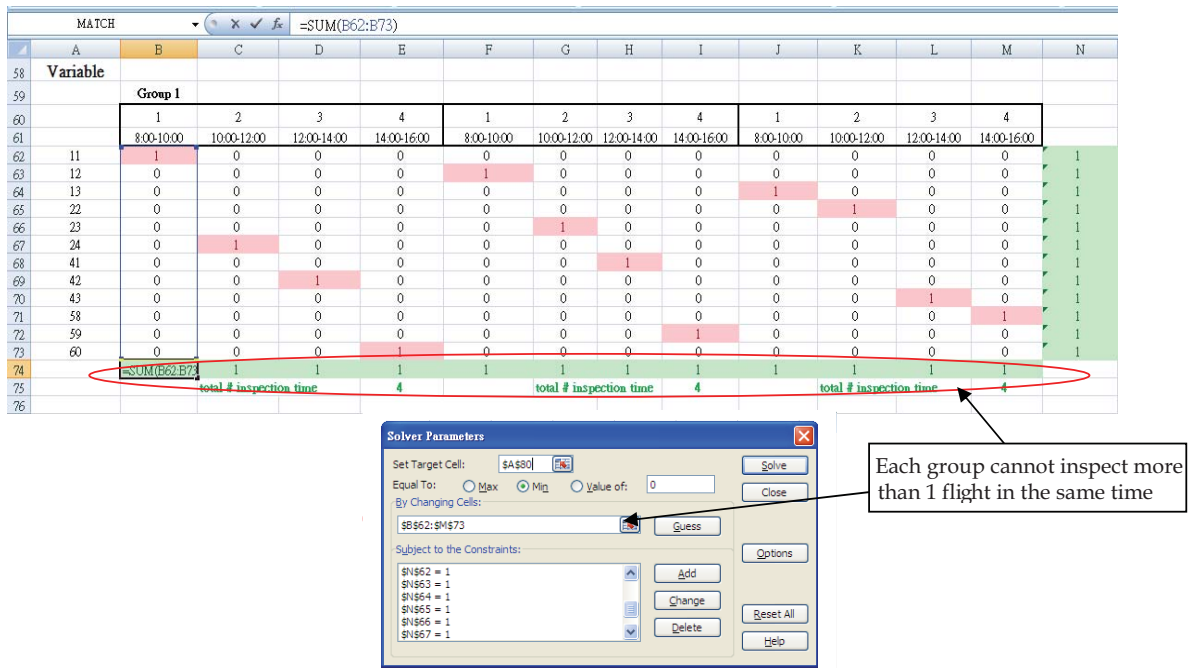 MATCH =SUM(B62:B73)
A B C D E F G H I J K L M N
58 Variable
59 Group 1
60 1 2 3 4 1 2 3 4 1 2 3 4
61 8:00-10:00 10:00-12:00 12:00-14:00 14:00-16:00 8:00-10:00 10:00-12:00 12:00-14:00 14:00-16:00 8:00-10:00 10:00-12:00 12:00-14:00 14:00-16:00
62 11 1 0 0 0 0 0 0 0 0 0 0 0 1
63 12 0 0 0 0 1 0 0 0 0 0 0 0 1
64 13 0 0 0 0 0 0 0 0 1 0 0 0 1
65 22 0 0 0 0 0 0 0 0 0 1 0 0 1
66 23 0 0 0 0 0 1 0 0 0 0 0 0 1
67 24 0 1 0 0 0 0 0 0 0 0 0 0 1
68 41 0 0 0 0 0 0 1 0 0 0 0 0 1
69 42 0 0 1 0 0 0 0 0 0 0 0 0 1
70 43 0 0 0 0 0 0 0 0 0 0 1 0 1
71 58 0 0 0 0 0 0 0 0 0 0 0 1 1
72 59 0 0 0 0 0 0 0 1 0 0 0 0 1
73 60 0 0 0 1 0 0 0 0 0 0 0 0 1
74 =SUM(B62:B73 1 1 1 1 1 1 1 1 1 1 1
75 total # inspection time 4 total # inspection time 4 total # inspection time 4
76
Solver Parameters
Set Target Cell: $A$80 Solve
Equal To: Max Min Value of: 0 Close
By Changing Cells:
$B$62:$M$73 Guess
Subject to the Constraints: Options
$N$62 = 1 Add
$N$63 = 1
$N$64 = 1 Change
$N$65 = 1 Reset All
$N$66 = 1 Delete
$N$67 = 1 Help
Each group cannot inspect more
than 1 flight in the same time